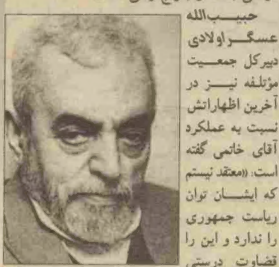 حبیب‌الله
عسگراولادی
دبیرکل جمعیت
مؤتلفه نیز در
آخرین اظهاراتش
نسبت به عملکرد
آقای خاتمی گفته
است: «معتقد نیستم
که ایشان توان
ریاست جمهوری
را ندارد و این را
قضاوت درستی